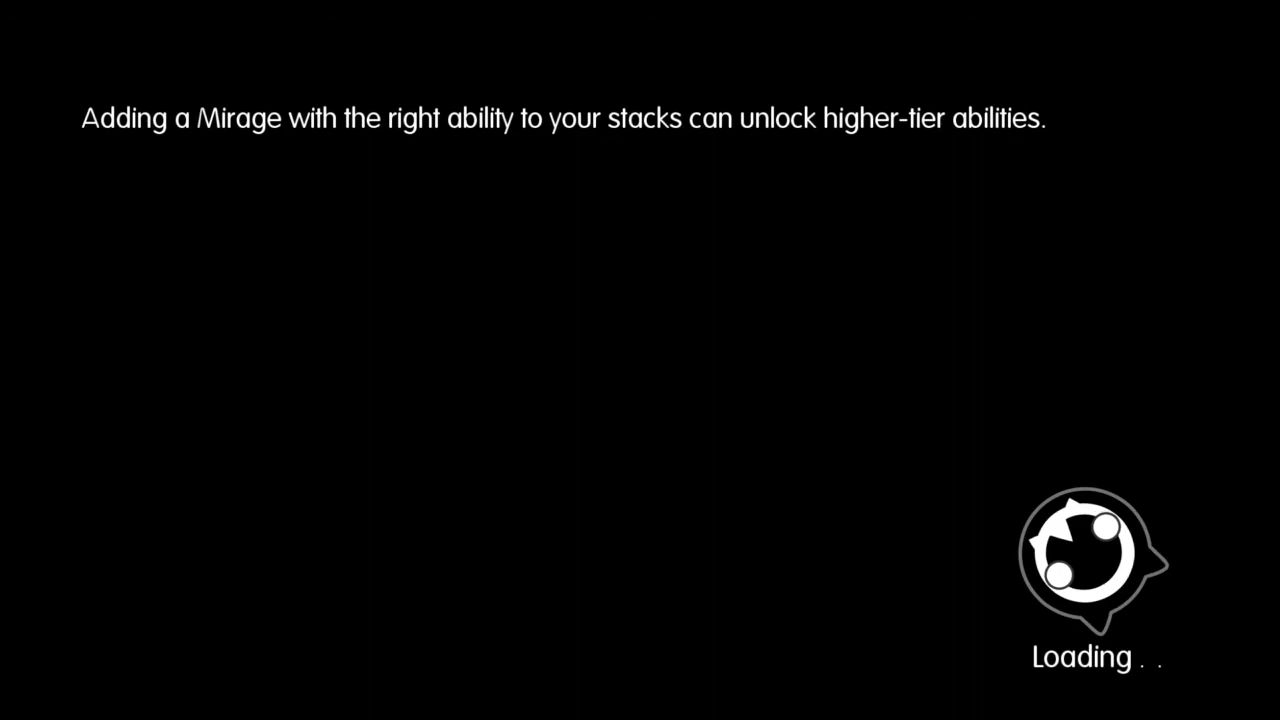 Adding a Mirage with the right ability to your stacks can unlock higher-tier abilities.
Loading . .